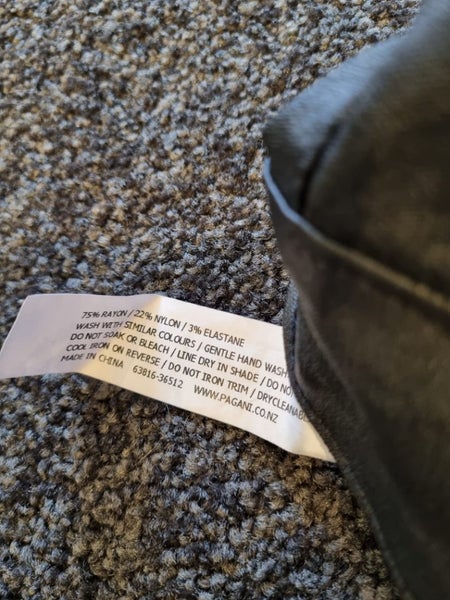 75% RAYON / 22% NYLON / 3% ELASTANE
WASH WITH SIMILAR COLOURS / GENTLE HAND WASH
DO NOT SOAK OR BLEACH / LINE DRY IN SHADE / DO NO
COOL IRON ON REVERSE / DO NOT IRON TRIM / DRYCLEANAB
MADE IN CHINA 63816-36512 WWW.PAGANI.CO.NZ